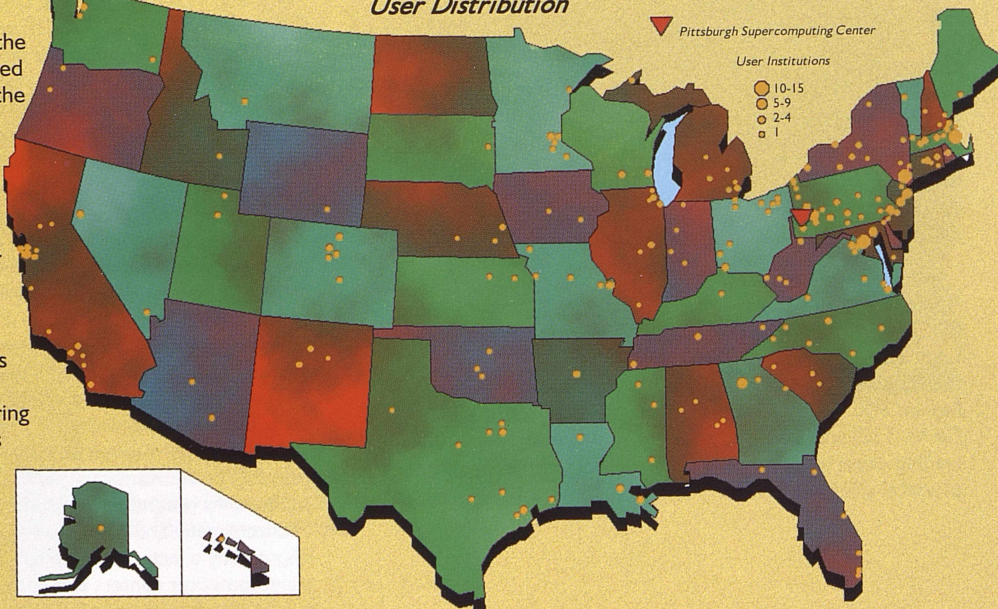 User Distribution
Pittsburgh Supercomputing Center
User Institutions
10-15
5-9
2-4
1
the
ed
the
s
ring
s